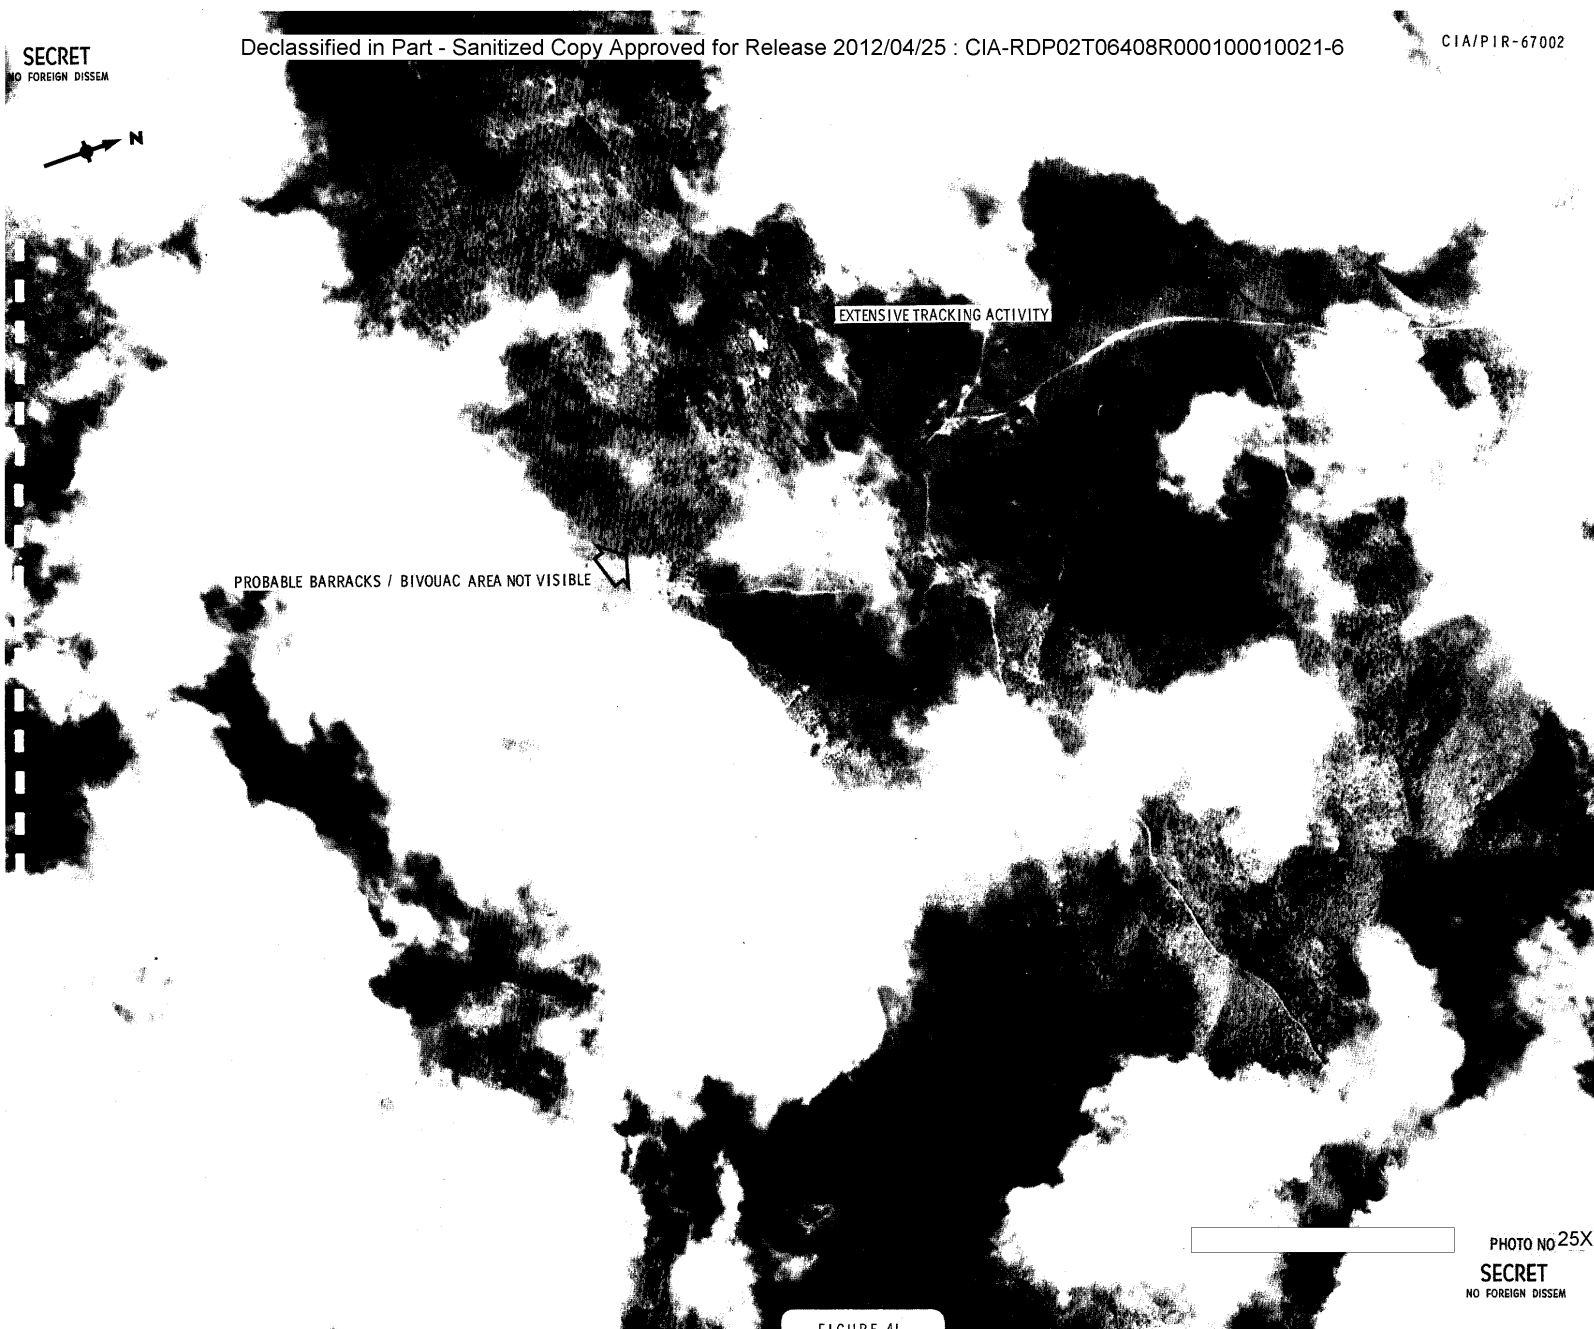 SECRET
NO FOREIGN DISSEM
Declassified in Part - Sanitized Copy Approved for Release 2012/04/25 : CIA-RDP02T06408R000100010021-6
CIA/PIR-67002
N
EXTENSIVE TRACKING ACTIVITY
PROBABLE BARRACKS / BIVOUAC AREA NOT VISIBLE
PHOTO NO 25X
SECRET
NO FOREIGN DISSEM
FIGURE